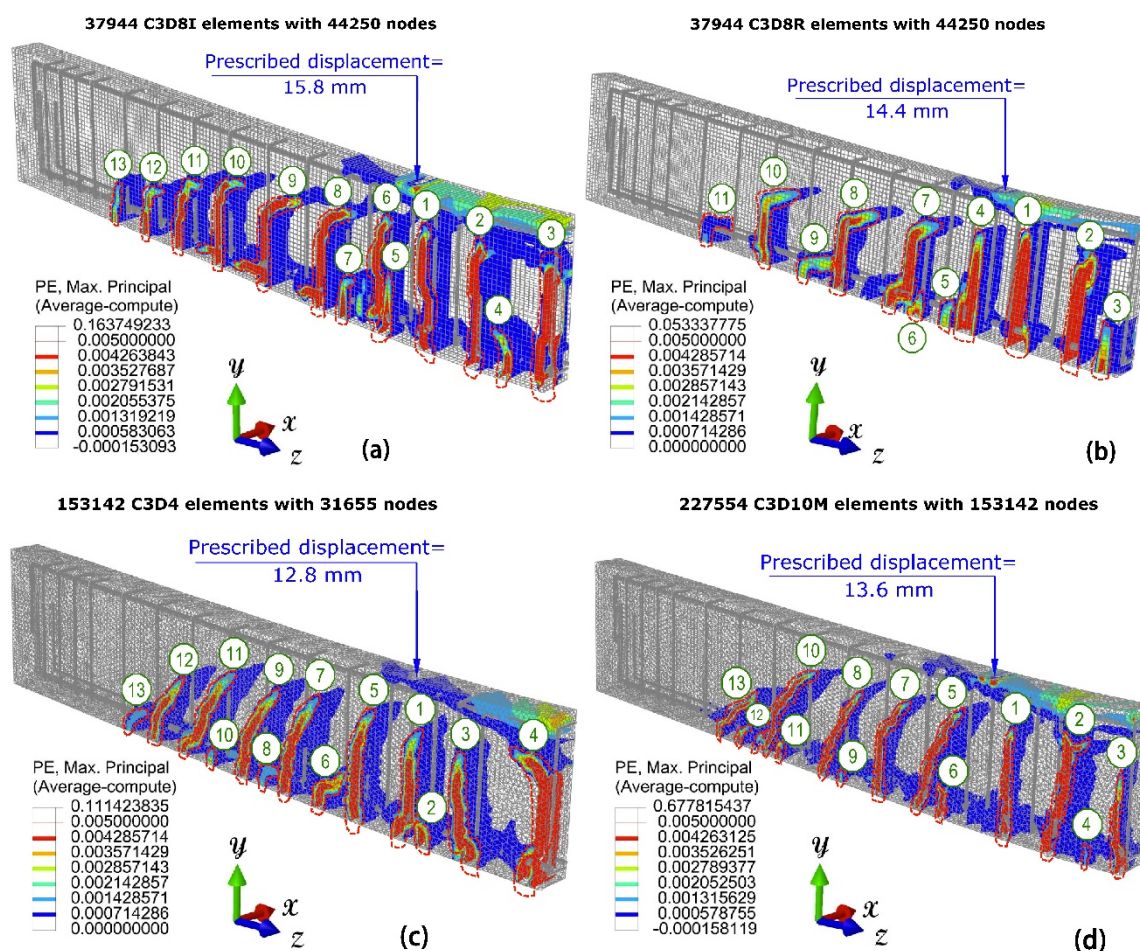 37944 C3D8I elements with 44250 nodes
Prescribed displacement=
15.8 mm
13
12
11
10
9
8
6
1
2
3
7
5
4
PE, Max. Principal
(Average-compute)
0.163749233
0.005000000
0.004263843
0.003527687
0.002791531
0.002055375
0.001319219
0.000583063
-0.000153093
y
x
z
(a)
37944 C3D8R elements with 44250 nodes
Prescribed displacement=
14.4 mm
11
10
8
7
4
1
2
9
5
3
6
PE, Max. Principal
(Average-compute)
0.053337775
0.005000000
0.004285714
0.003571429
0.002857143
0.002142857
0.001428571
0.000714286
0.000000000
y
x
z
(b)
153142 C3D4 elements with 31655 nodes
Prescribed displacement=
12.8 mm
13
12
11
9
7
5
1
3
4
10
8
6
2
PE, Max. Principal
(Average-compute)
0.111423835
0.005000000
0.004285714
0.003571429
0.002857143
0.002142857
0.001428571
0.000714286
0.000000000
y
x
z
(c)
227554 C3D10M elements with 153142 nodes
Prescribed displacement=
13.6 mm
13
10
8
7
5
1
2
3
12
11
9
6
4
PE, Max. Principal
(Average-compute)
0.677815437
0.005000000
0.004263125
0.003526251
0.002789377
0.002052503
0.001315629
0.000578755
-0.000158119
y
x
z
(d)